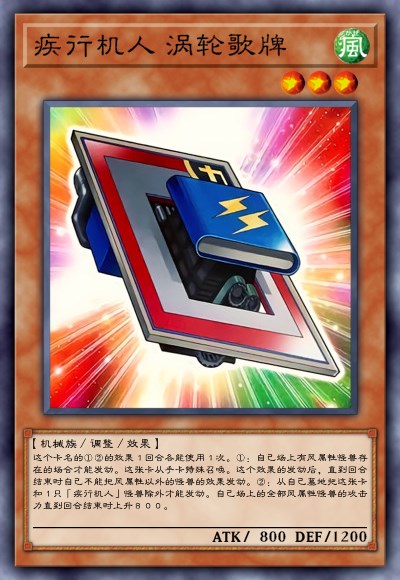 疾行机人 涡轮歌牌
風
【机械族／调整／效果】
这个卡名的①②的效果1回合各能使用1次。①：自己场上有风属性怪兽存
在的场合才能发动。这张卡从手卡特殊召唤。这个效果的发动后，直到回合
结束时自己不能把风属性以外的怪兽的效果发动。②：从自己墓地把这张卡
和1只「疾行机人」怪兽除外才能发动。自己场上的全部风属性怪兽的攻击
力直到回合结束时上升８００。
ATK/ 800 DEF/1200